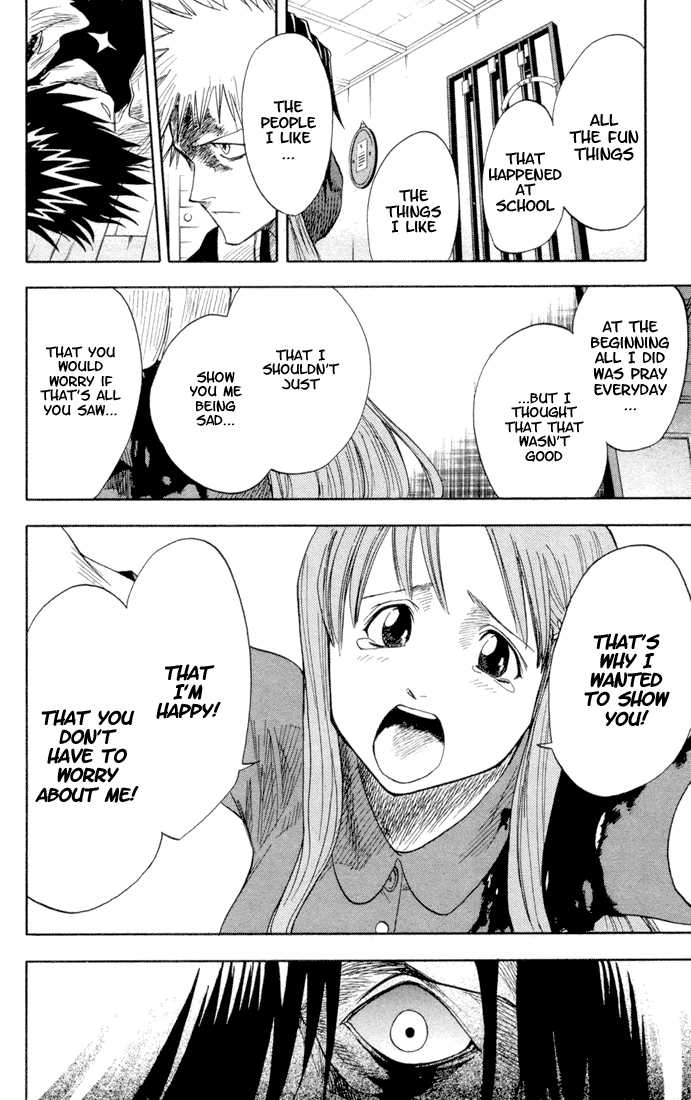 ALL
THE FUN
THINGS
THAT
HAPPENED
AT
SCHOOL
THE
THINGS
I LIKE
THE
PEOPLE
I LIKE
...
AT THE
BEGINNING
ALL I DID
WAS PRAY
EVERYDAY
...
...BUT I
THOUGHT
THAT THAT
WASN'T
GOOD
THAT I
SHOULDN'T
JUST
SHOW
YOU ME
BEING
SAD...
THAT YOU
WOULD
WORRY IF
THAT'S ALL
YOU SAW...
THAT'S
WHY I
WANTED
TO SHOW
YOU!
THAT
I'M
HAPPY!
THAT YOU
DON'T
HAVE TO
WORRY
ABOUT ME!